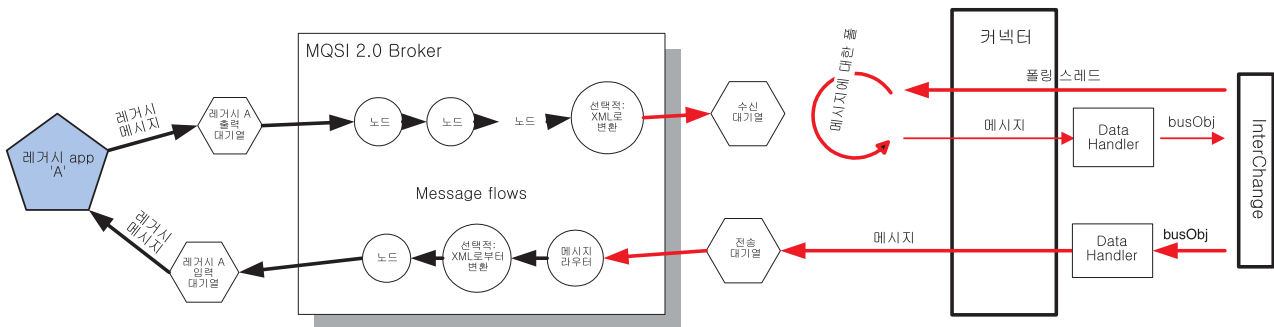 MQSI 2.0 Broker
커넥터
메시지에 대한 폴
폴링 스레드
레거시
메시지
레거시 A
출력
대기열
노드
노드
노드
선택적:
XML로
변환
수신
대기열
메시지
Data
Handler
busObj
InterChange
레거시 app
'A'
Message flows
레거시
메시지
레거시 A
입력
대기열
노드
선택적:
XML로부터
변환
메시지
라우터
전송
대기열
메시지
Data
Handler
busObj